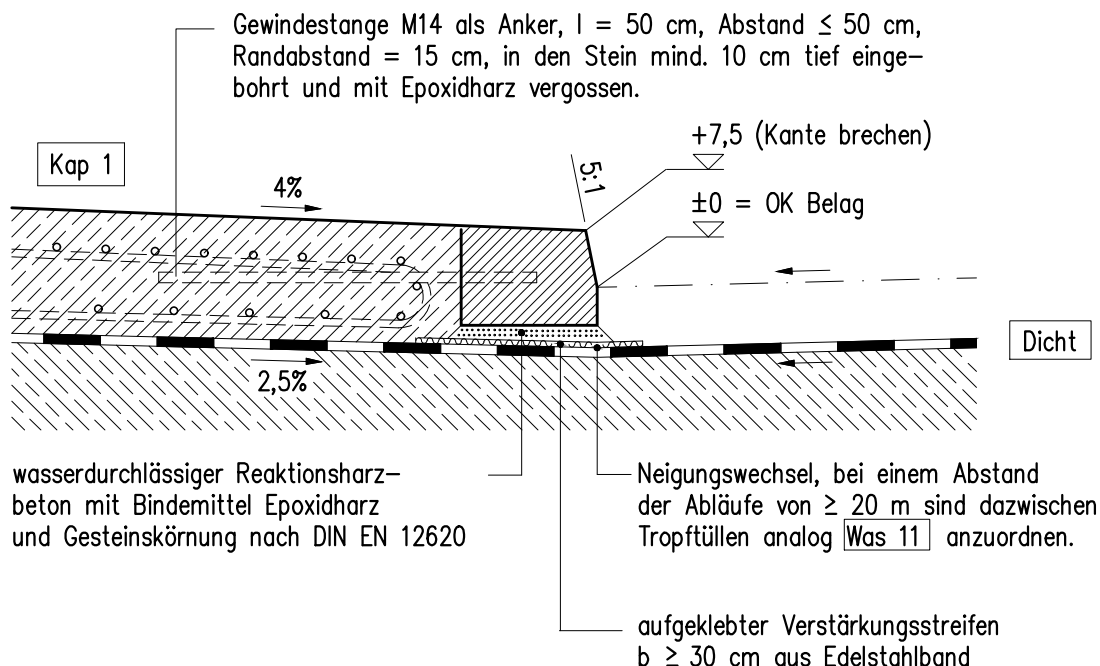 Gewindestange M14 als Anker, l = 50 cm, Abstand ≤ 50 cm,
Randabstand = 15 cm, in den Stein mind. 10 cm tief einge–
bohrt und mit Epoxidharz vergossen.
+7,5 (Kante brechen)
Kap 1
4%
5:1
±0 = OK Belag
Dicht
2,5%
wasserdurchlässiger Reaktionsharz–
beton mit Bindemittel Epoxidharz
und Gesteinskörnung nach DIN EN 12620
Neigungswechsel, bei einem Abstand
der Abläufe von ≥ 20 m sind dazwischen
Tropftüllen analog Was 11 anzuordnen.
aufgeklebter Verstärkungsstreifen
b ≥ 30 cm aus Edelstahlband